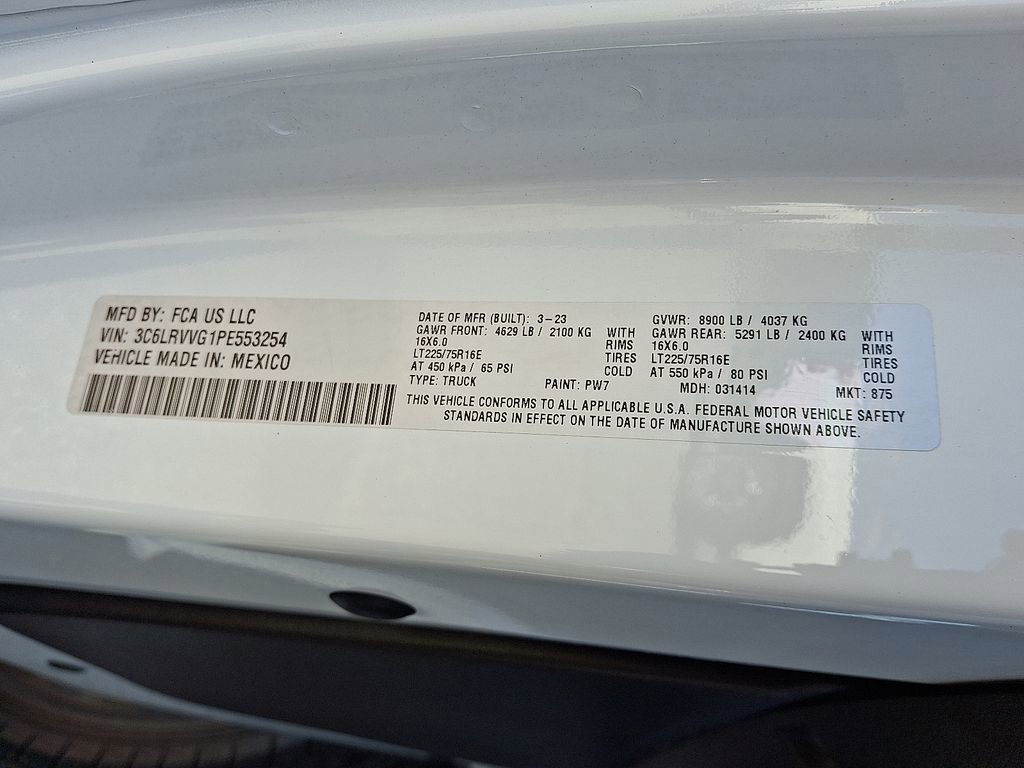 MFD BY: FCA US LLC
VIN: 3C6LRVVG1PE553254
VEHICLE MADE IN: MEXICO
DATE OF MFR (BUILT): 3-23
GAWR FRONT: 4629 LB / 2100 KG WITH
16X6.0 RIMS
LT225/75R16E TIRES
AT 450 kPa / 65 PSI COLD
TYPE: TRUCK PAINT: PW7
GVWR: 8900 LB / 4037 KG
GAWR REAR: 5291 LB / 2400 KG WITH
16X6.0 RIMS
LT225/75R16E TIRES
AT 550 kPa / 80 PSI COLD
MDH: 031414 MKT: 875
THIS VEHICLE CONFORMS TO ALL APPLICABLE U.S.A. FEDERAL MOTOR VEHICLE SAFETY
STANDARDS IN EFFECT ON THE DATE OF MANUFACTURE SHOWN ABOVE.